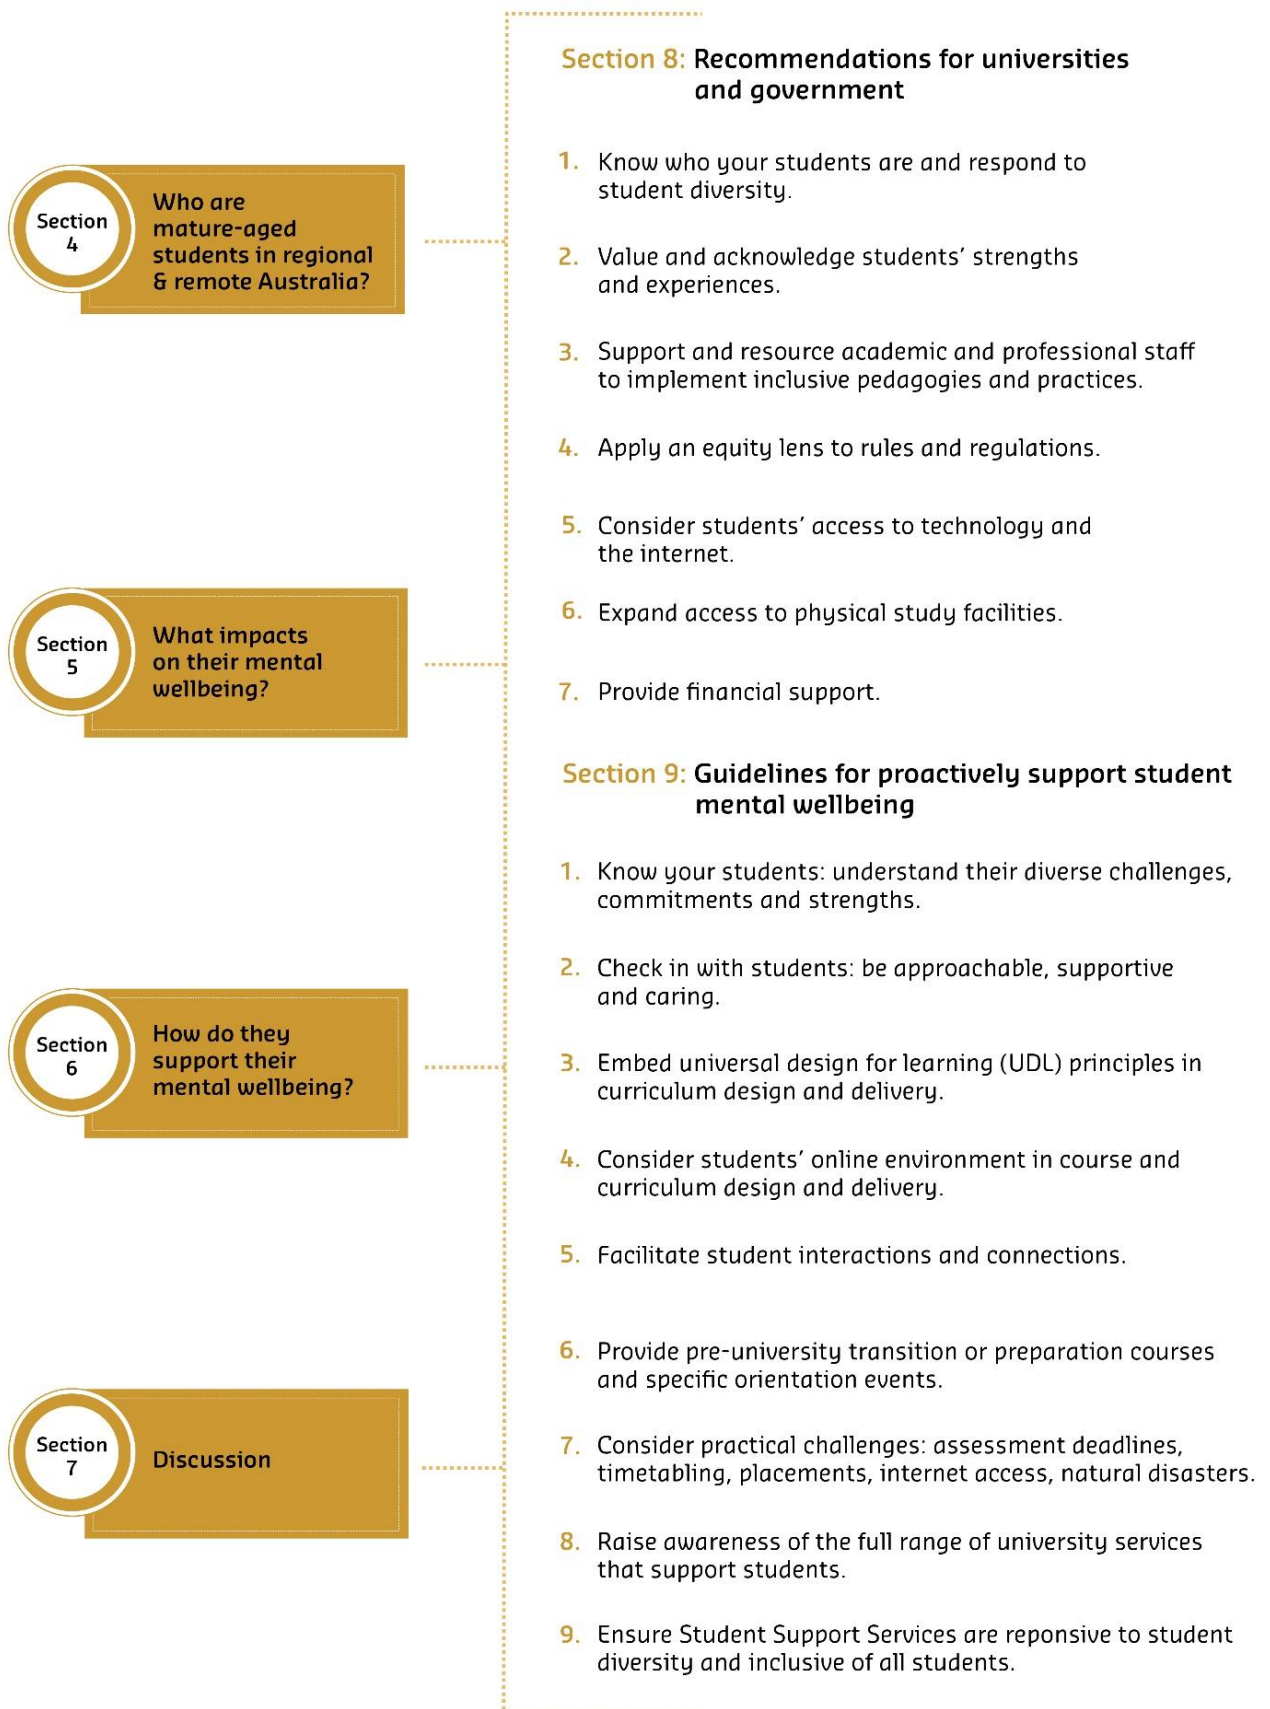 Section
4
Who are
mature-aged
students in regional
& remote Australia?
Section
5
What impacts
on their mental
wellbeing?
Section
6
How do they
support their
mental wellbeing?
Section
7
Discussion
Section 8: Recommendations for universities
and government
1. Know who your students are and respond to
student diversity.
2. Value and acknowledge students’ strengths
and experiences.
3. Support and resource academic and professional staff
to implement inclusive pedagogies and practices.
4. Apply an equity lens to rules and regulations.
5. Consider students’ access to technology and
the internet.
6. Expand access to physical study facilities.
7. Provide financial support.
Section 9: Guidelines for proactively support student
mental wellbeing
1. Know your students: understand their diverse challenges,
commitments and strengths.
2. Check in with students: be approachable, supportive
and caring.
3. Embed universal design for learning (UDL) principles in
curriculum design and delivery.
4. Consider students’ online environment in course and
curriculum design and delivery.
5. Facilitate student interactions and connections.
6. Provide pre-university transition or preparation courses
and specific orientation events.
7. Consider practical challenges: assessment deadlines,
timetabling, placements, internet access, natural disasters.
8. Raise awareness of the full range of university services
that support students.
9. Ensure Student Support Services are reponsive to student
diversity and inclusive of all students.